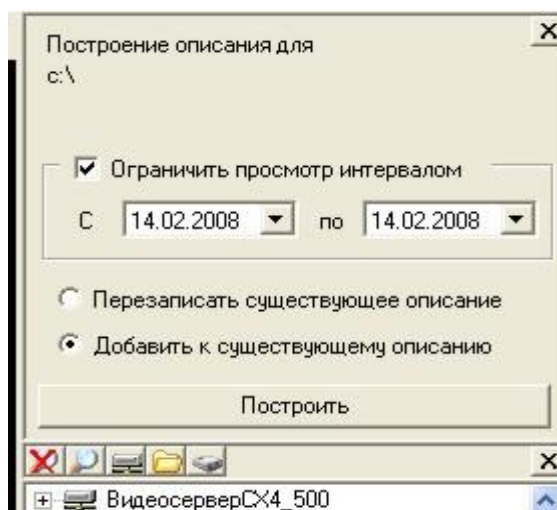 Построение описания для
c:\
Ограничить просмотр интервалом
С 14.02.2008 по 14.02.2008
Перезаписать существующее описание
Добавить к существующему описанию
Построить
ВидеосерверCX4_500